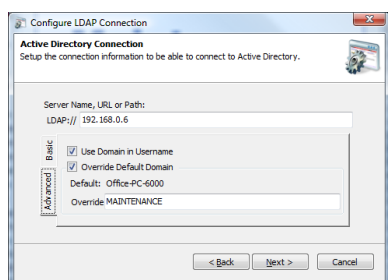 Configure LDAP Connection
Active Directory Connection
Setup the connection information to be able to connect to Active Directory.
Server Name, URL or Path:
LDAP:// 192.168.0.6
Basic
Advanced
Use Domain in Username
Override Default Domain
Default: Office-PC-6000
Override MAINTENANCE
< Back
Next >
Cancel